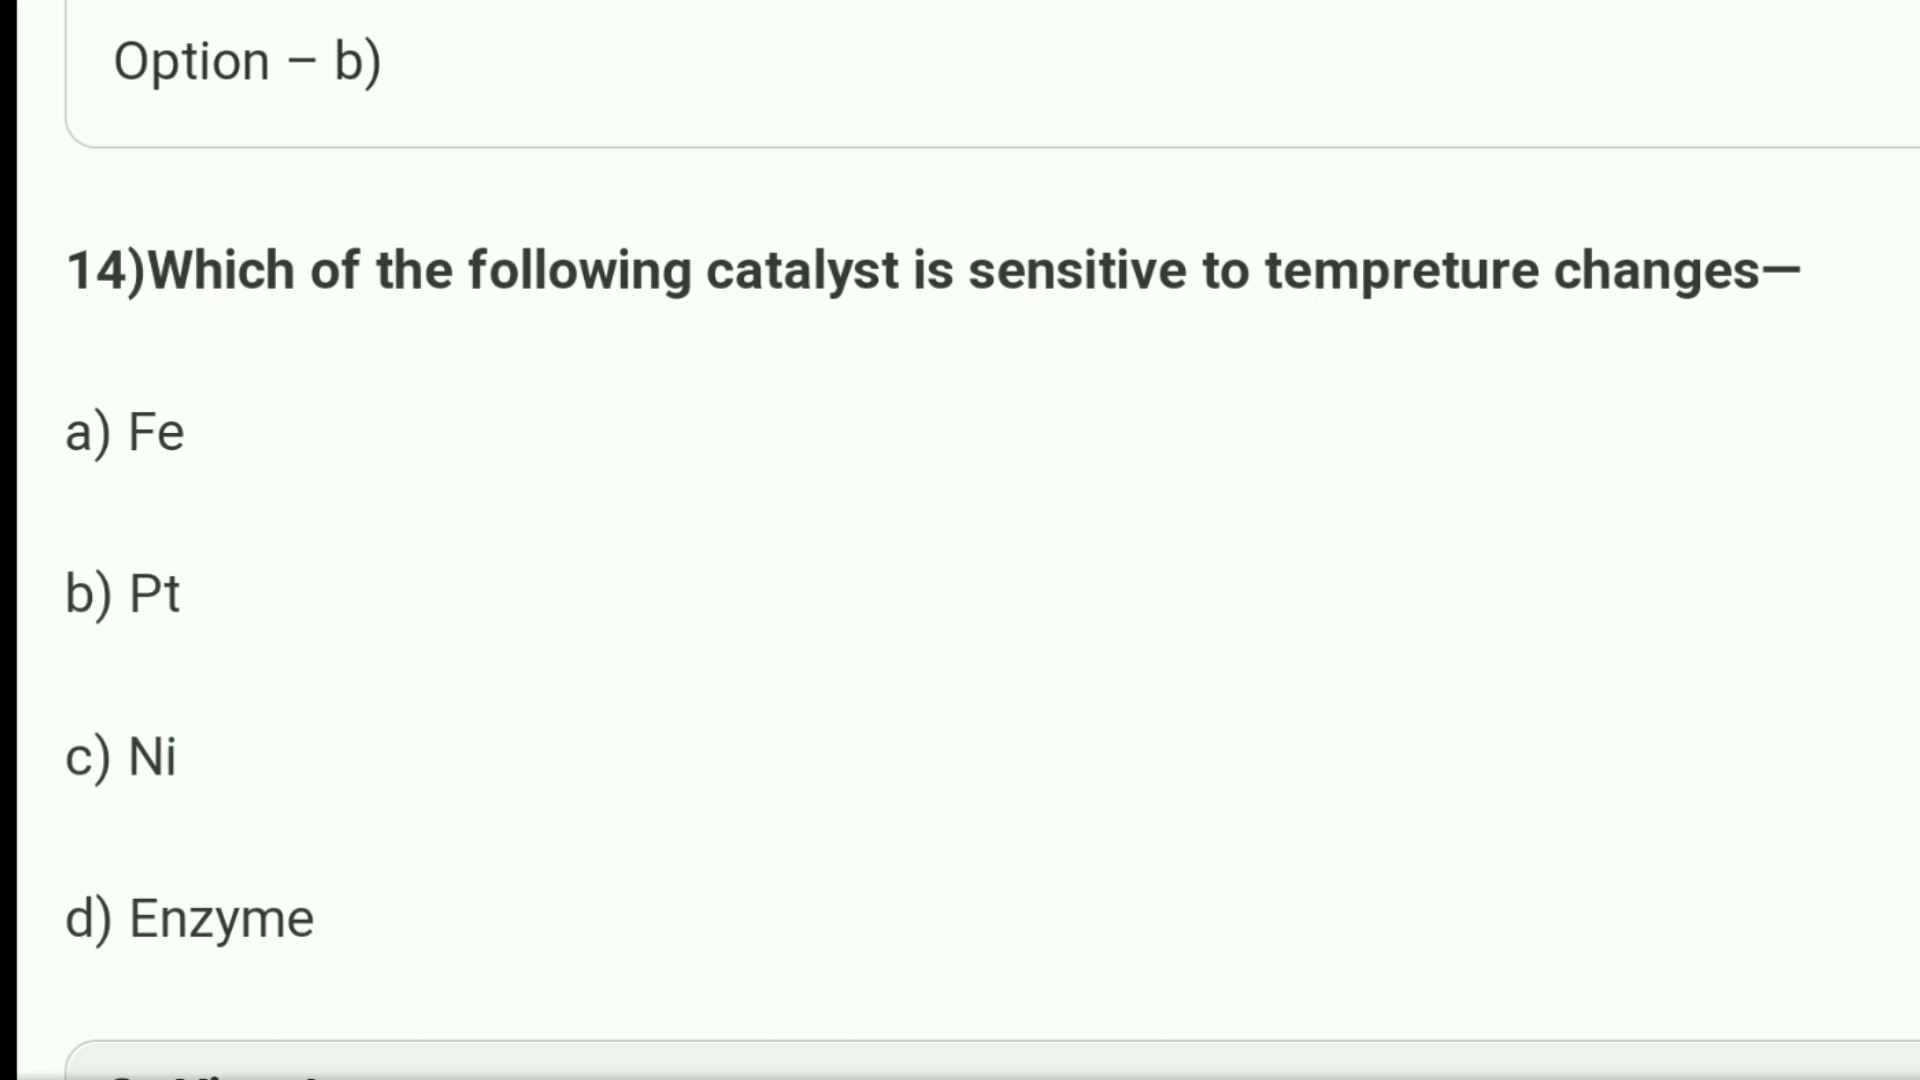 Option – b)
14)Which of the following catalyst is sensitive to tempreture changes—
a) Fe
b) Pt
c) Ni
d) Enzyme